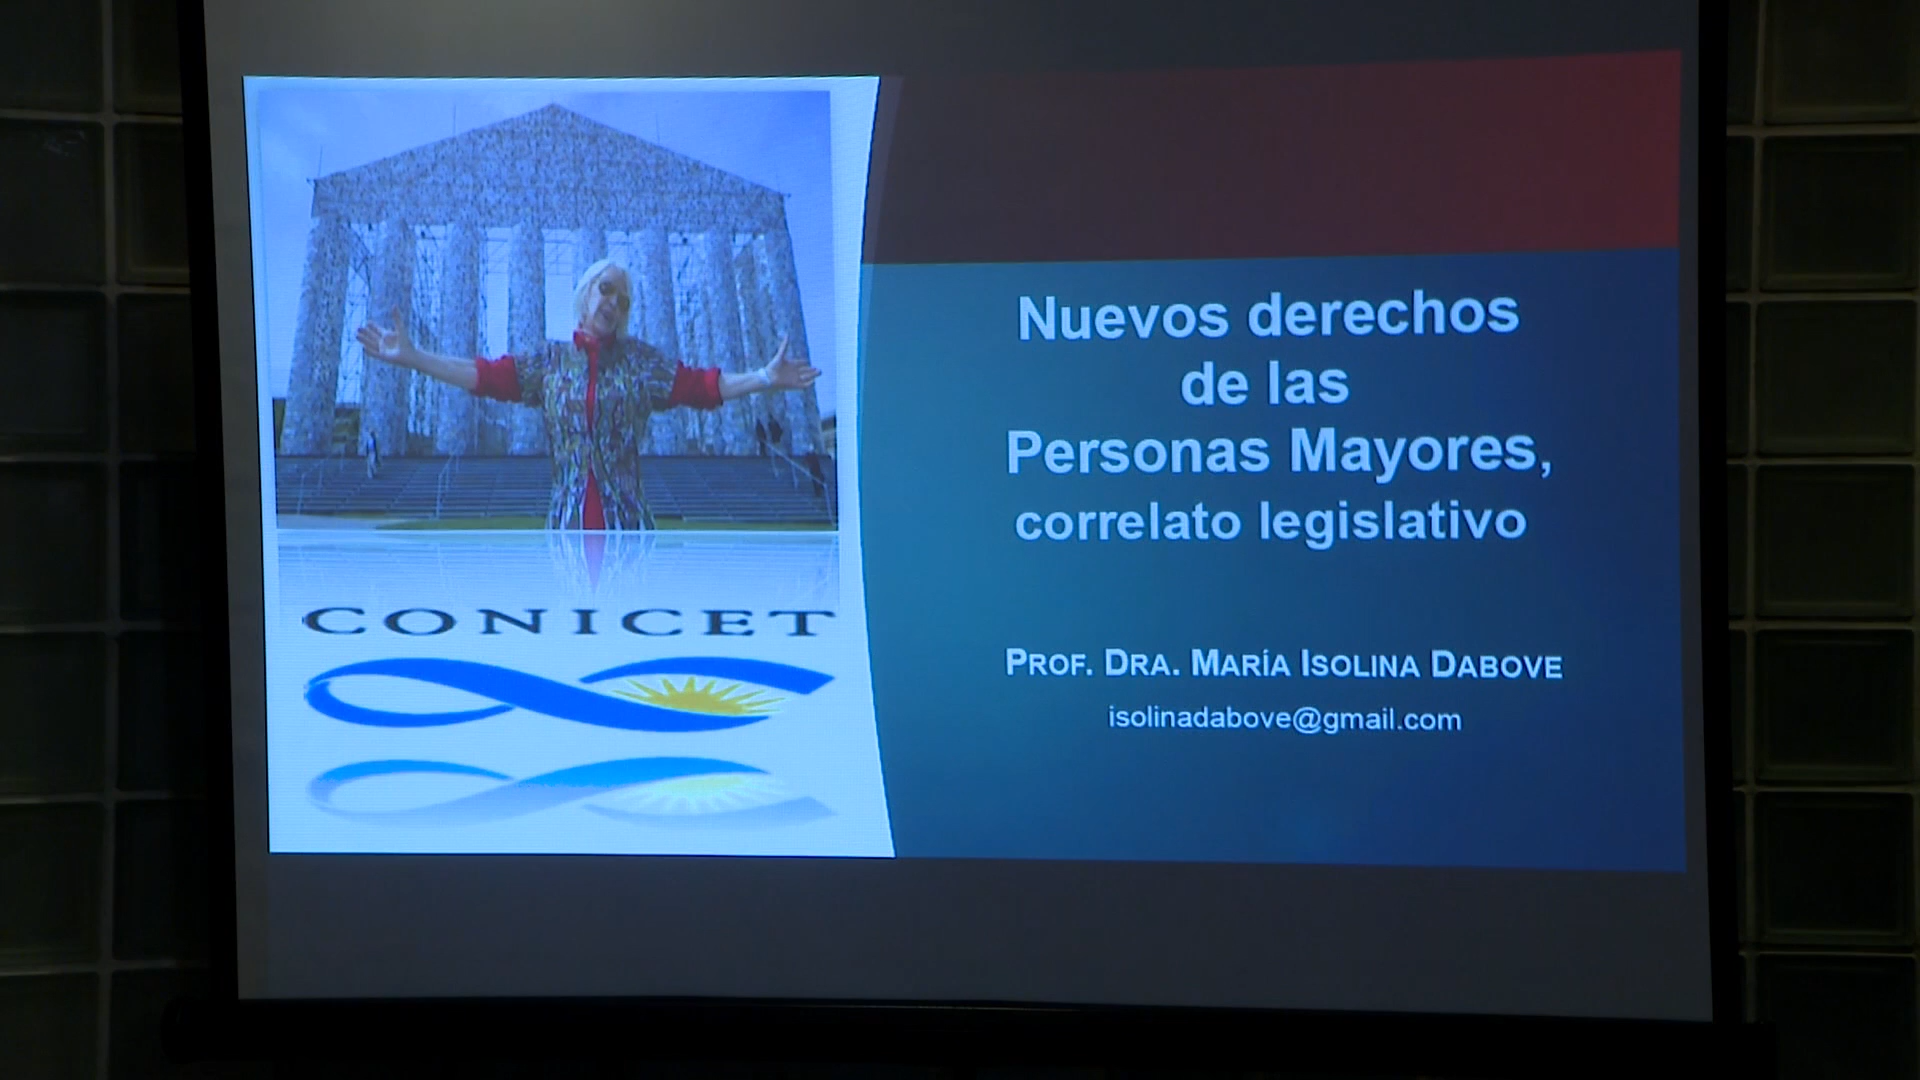 CONICET
Nuevos derechos
de las
Personas Mayores,
correlato legislativo
PROF. DRA. MARÍA ISOLINA DABOVE
isolinadabove@gmail.com